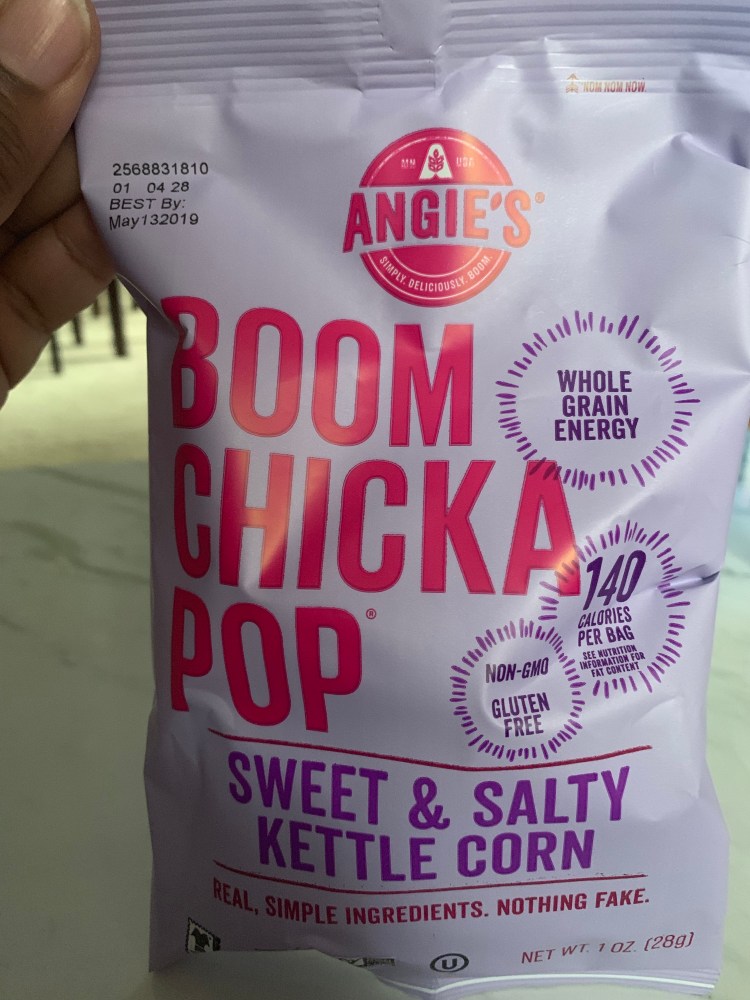 NOM NOM NOW.
2568831810
01 04 28
BEST By:
May132019
MN USA
ANGIE'S®
SIMPLY. DELICIOUSLY. BOOM.
BOOM
CHICKA
POP®
WHOLE
GRAIN
ENERGY
140
CALORIES
PER BAG
SEE NUTRITION
INFORMATION FOR
FAT CONTENT
NON-GMO
GLUTEN
FREE
SWEET & SALTY
KETTLE CORN
REAL, SIMPLE INGREDIENTS. NOTHING FAKE.
U
NET WT. 1 OZ. (28g)